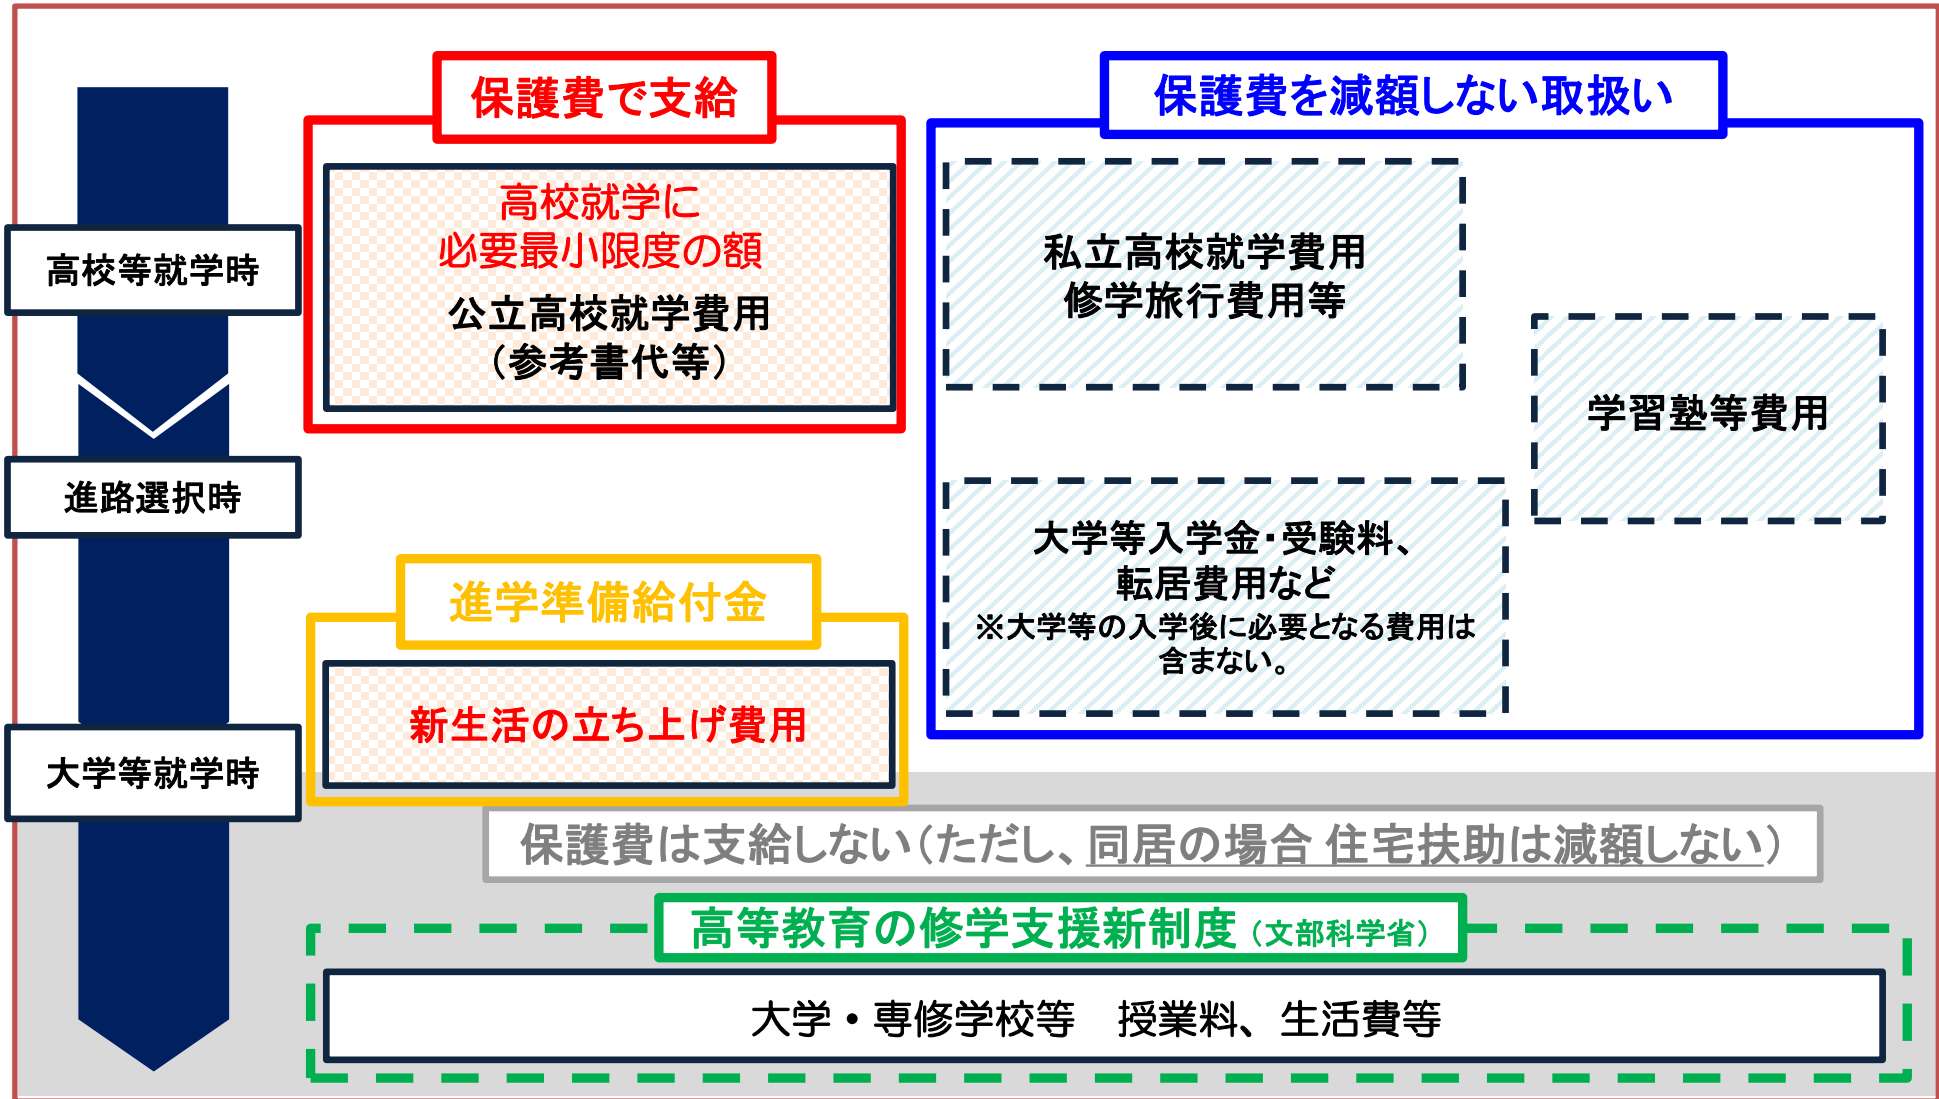 保護費で支給
保護費を減額しない取扱い
高校等就学時
高校就学に
必要最小限度の額
公立高校就学費用
（参考書代等）
私立高校就学費用
修学旅行費用等
学習塾等費用
進路選択時
大学等入学金・受験料、
転居費用など
※大学等の入学後に必要となる費用は
含まない。
進学準備給付金
新生活の立ち上げ費用
大学等就学時
保護費は支給しない（ただし、同居の場合 住宅扶助は減額しない）
高等教育の修学支援新制度（文部科学省）
大学・専修学校等　授業料、生活費等